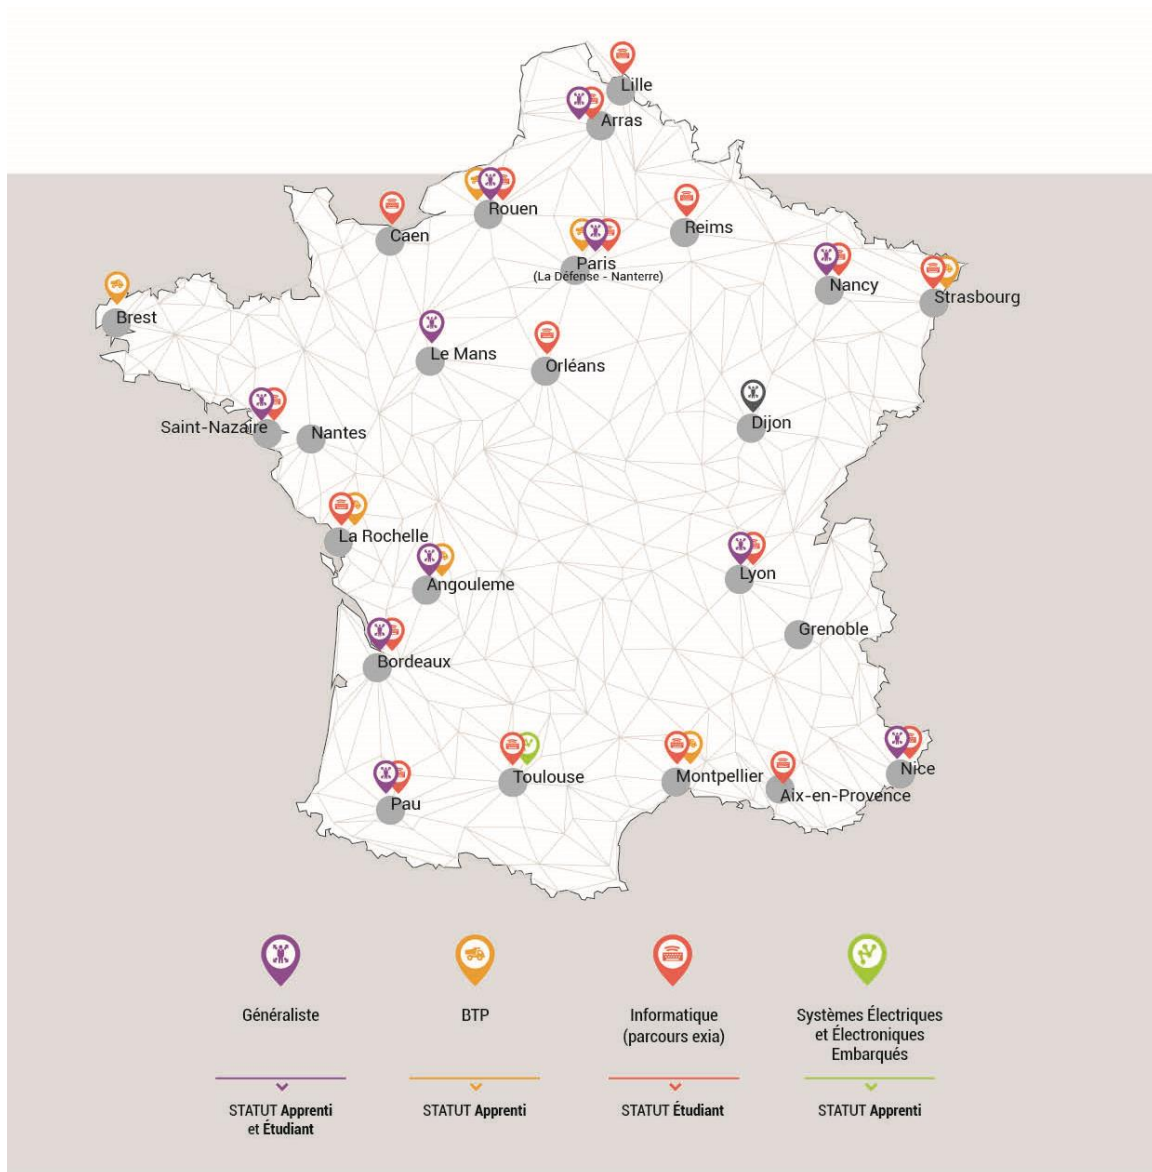 Lille
Arras
Rouen
Reims
Caen
Paris
(La Défense - Nanterre)
Nancy
Strasbourg
Brest
Le Mans
Orléans
Dijon
Saint-Nazaire
Nantes
La Rochelle
Angouleme
Lyon
Grenoble
Bordeaux
Nice
Toulouse
Montpellier
Aix-en-Provence
Pau
Généraliste
STATUT Apprenti
et Étudiant
BTP
STATUT Apprenti
Informatique
(parcours exia)
STATUT Étudiant
Systèmes Électriques
et Électroniques
Embarqués
STATUT Apprenti